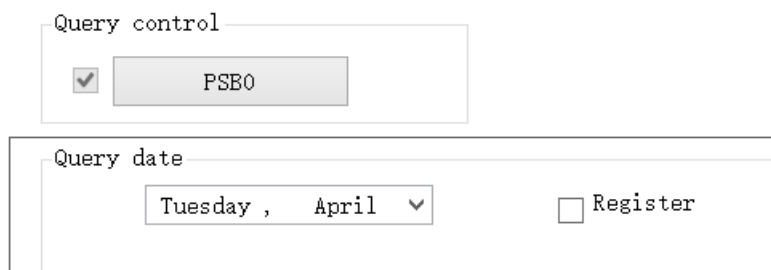 Query control
PSB0
Query date
Tuesday ,   April
Register